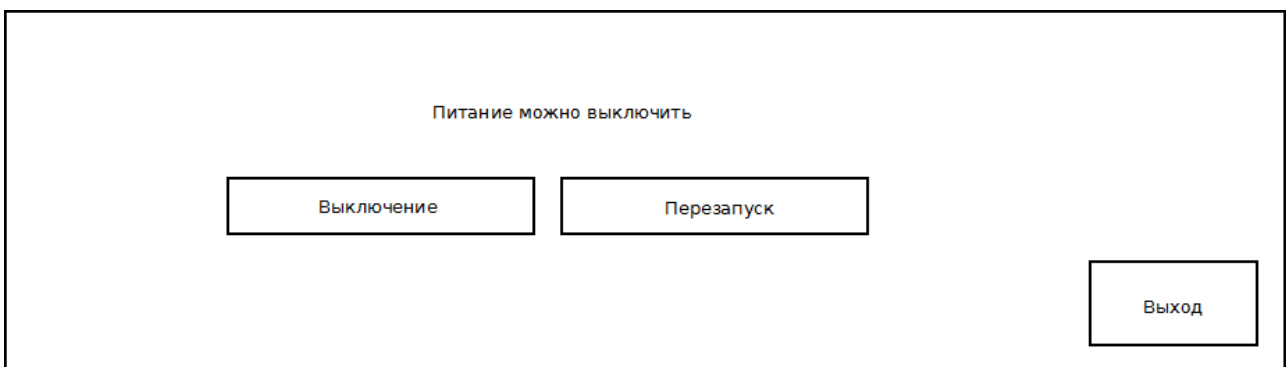 Питание можно выключить
Выключение
Перезапуск
Выход